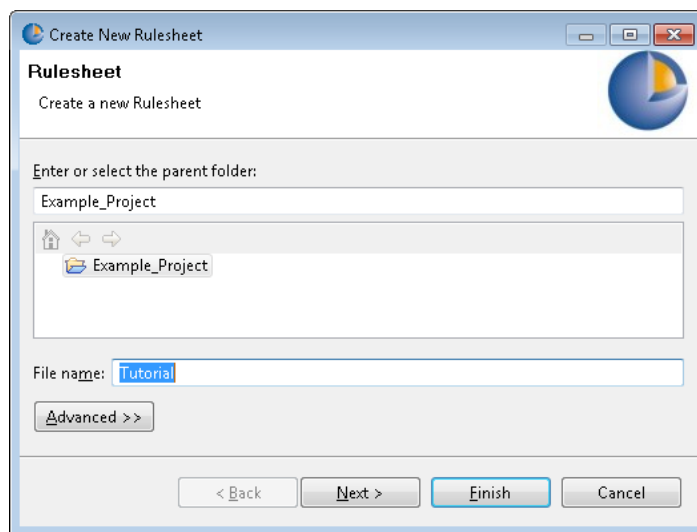 Create New Rulesheet
Rulesheet
Create a new Rulesheet
Enter or select the parent folder:
Example_Project
Example_Project
File name: Tutorial
Advanced >>
< Back Next > Finish Cancel